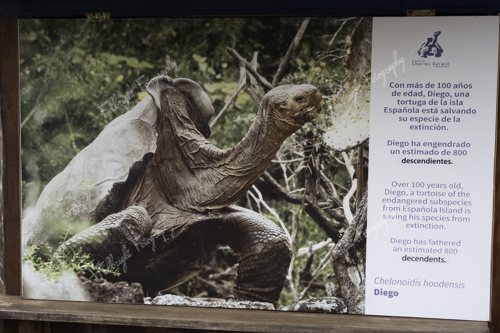 Charles Darwin
Con más de 100 años
de edad, Diego, una
tortuga de la isla
Española está salvando
su especie de la
extinción.
Diego ha engendrado
un estimado de 800
descendientes.
Over 100 years old,
Diego, a tortoise of the
endangered subspecies
from Española Island is
saving his species from
extinction.
Diego has fathered
an estimated 800
decendents.
Chelonoidis hoodensis
Diego